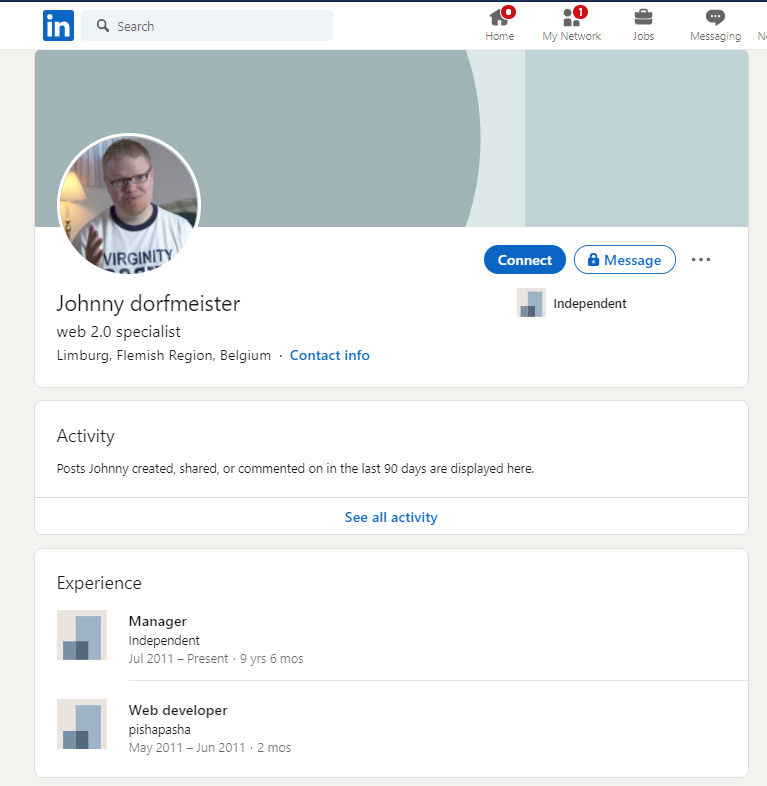 in
Search
1
Home
My Network
Jobs
Messaging
VIRGINITY
Connect
Message
Johnny dorfmeister
Independent
web 2.0 specialist
Limburg, Flemish Region, Belgium · Contact info
Activity
Posts Johnny created, shared, or commented on in the last 90 days are displayed here.
See all activity
Experience
Manager
Independent
Jul 2011 – Present · 9 yrs 6 mos
Web developer
pishapasha
May 2011 – Jun 2011 · 2 mos